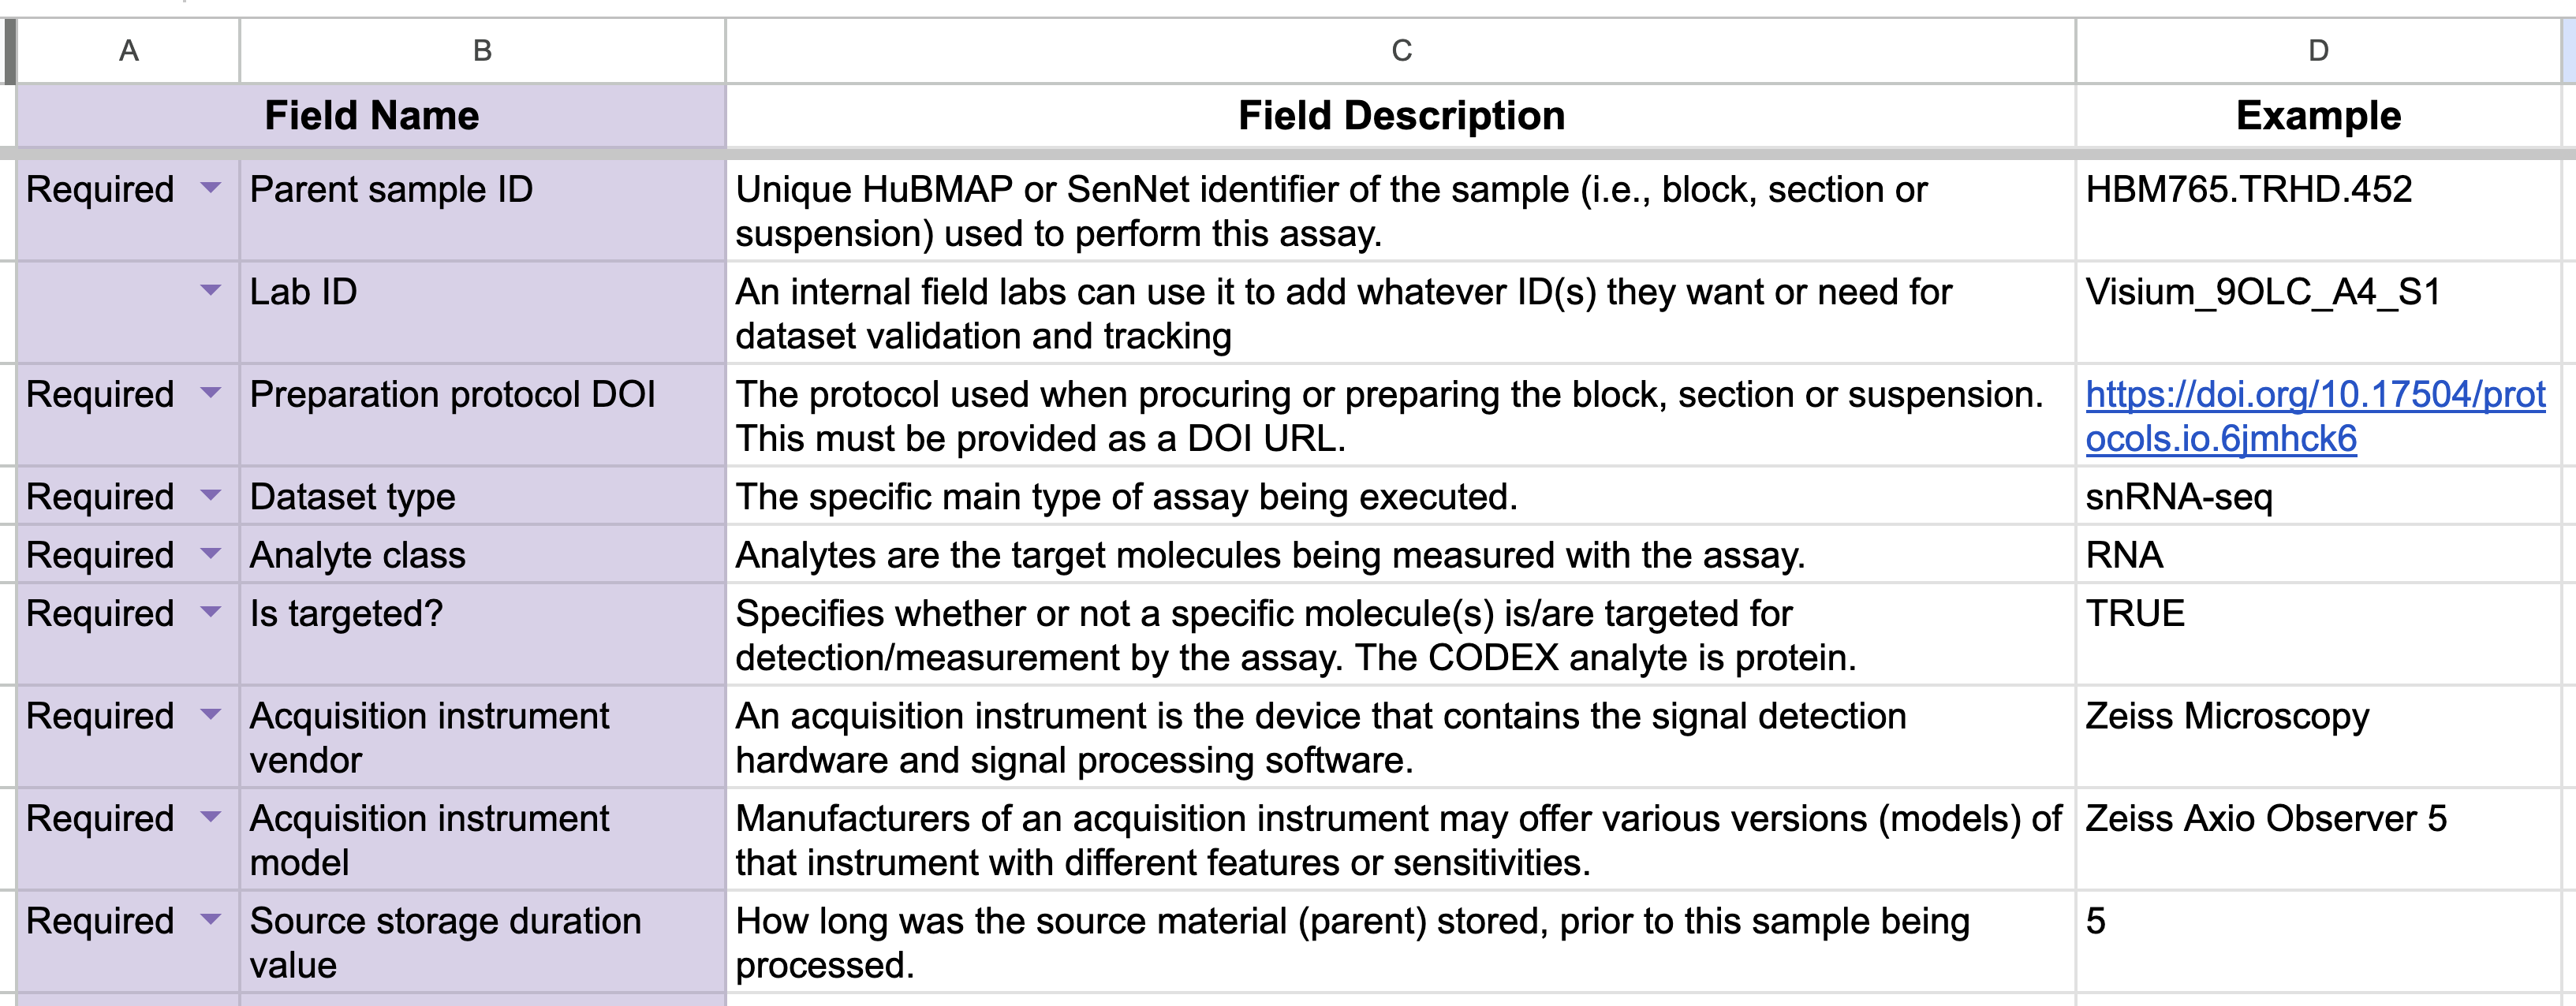 A B C D
Field Name Field Description Example
Required Parent sample ID Unique HuBMAP or SenNet identifier of the sample (i.e., block, section or HBM765.TRHD.452
suspension) used to perform this assay.
Lab ID An internal field labs can use it to add whatever ID(s) they want or need for Visium_9OLC_A4_S1
dataset validation and tracking
Required Preparation protocol DOI The protocol used when procuring or preparing the block, section or suspension. https://doi.org/10.17504/prot
This must be provided as a DOI URL. ocols.io.6jmhck6
Required Dataset type The specific main type of assay being executed. snRNA-seq
Required Analyte class Analytes are the target molecules being measured with the assay. RNA
Required Is targeted? Specifies whether or not a specific molecule(s) is/are targeted for TRUE
detection/measurement by the assay. The CODEX analyte is protein.
Required Acquisition instrument An acquisition instrument is the device that contains the signal detection Zeiss Microscopy
vendor hardware and signal processing software.
Required Acquisition instrument Manufacturers of an acquisition instrument may offer various versions (models) of Zeiss Axio Observer 5
model that instrument with different features or sensitivities.
Required Source storage duration How long was the source material (parent) stored, prior to this sample being 5
value processed.